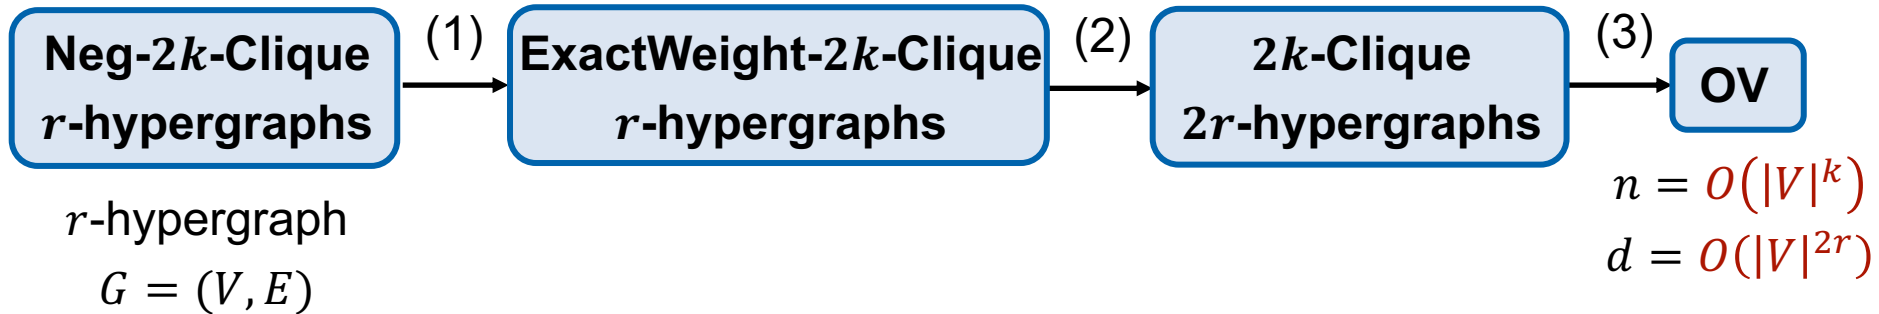 Neg-2k-Clique
r-hypergraphs
(1)
ExactWeight-2k-Clique
r-hypergraphs
(2)
2k-Clique
2r-hypergraphs
(3)
OV
r-hypergraph
G = (V, E)
n = O(|V|^k)
d = O(|V|^{2r})